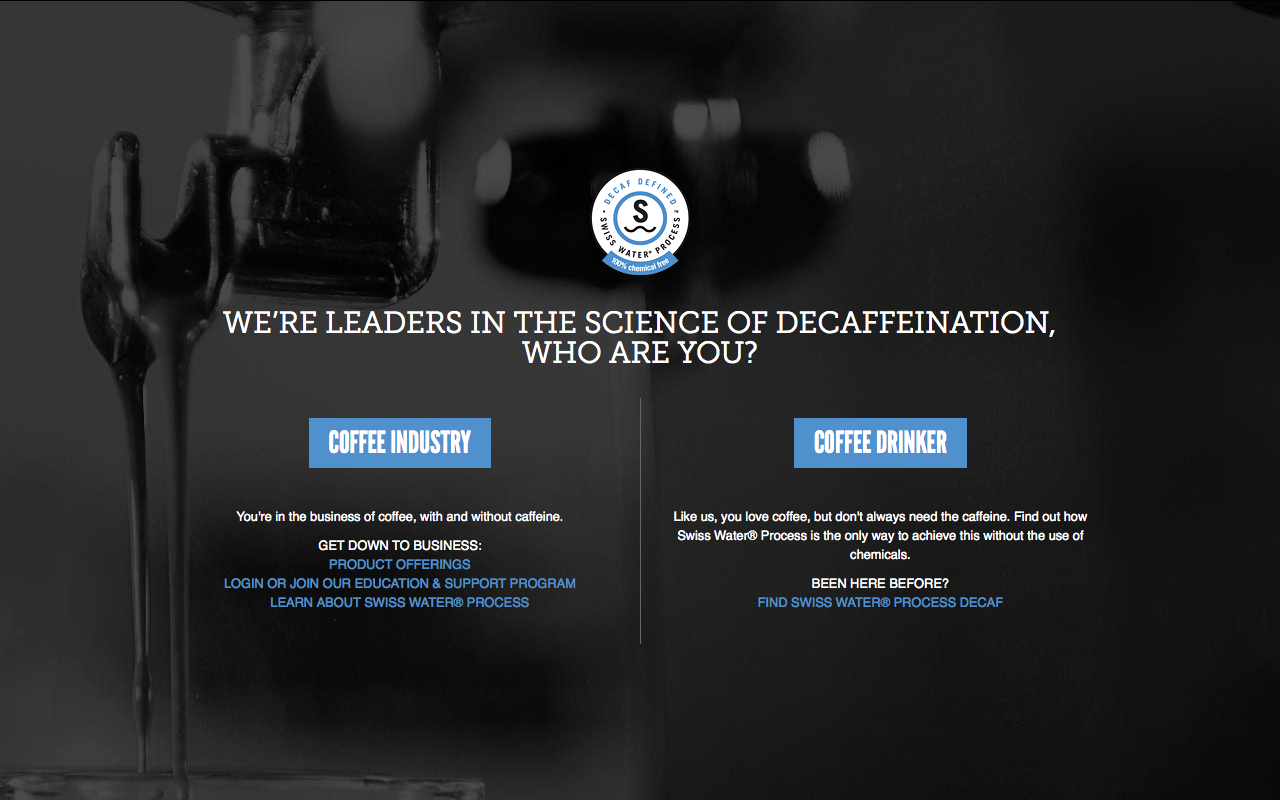 DECAF DEFINED
S
SWISS WATER® PROCESS™
100% chemical free
WE’RE LEADERS IN THE SCIENCE OF DECAFFEINATION,
WHO ARE YOU?
COFFEE INDUSTRY
You're in the business of coffee, with and without caffeine.
GET DOWN TO BUSINESS:
PRODUCT OFFERINGS
LOGIN OR JOIN OUR EDUCATION & SUPPORT PROGRAM
LEARN ABOUT SWISS WATER® PROCESS
COFFEE DRINKER
Like us, you love coffee, but don't always need the caffeine. Find out how
Swiss Water® Process is the only way to achieve this without the use of
chemicals.
BEEN HERE BEFORE?
FIND SWISS WATER® PROCESS DECAF